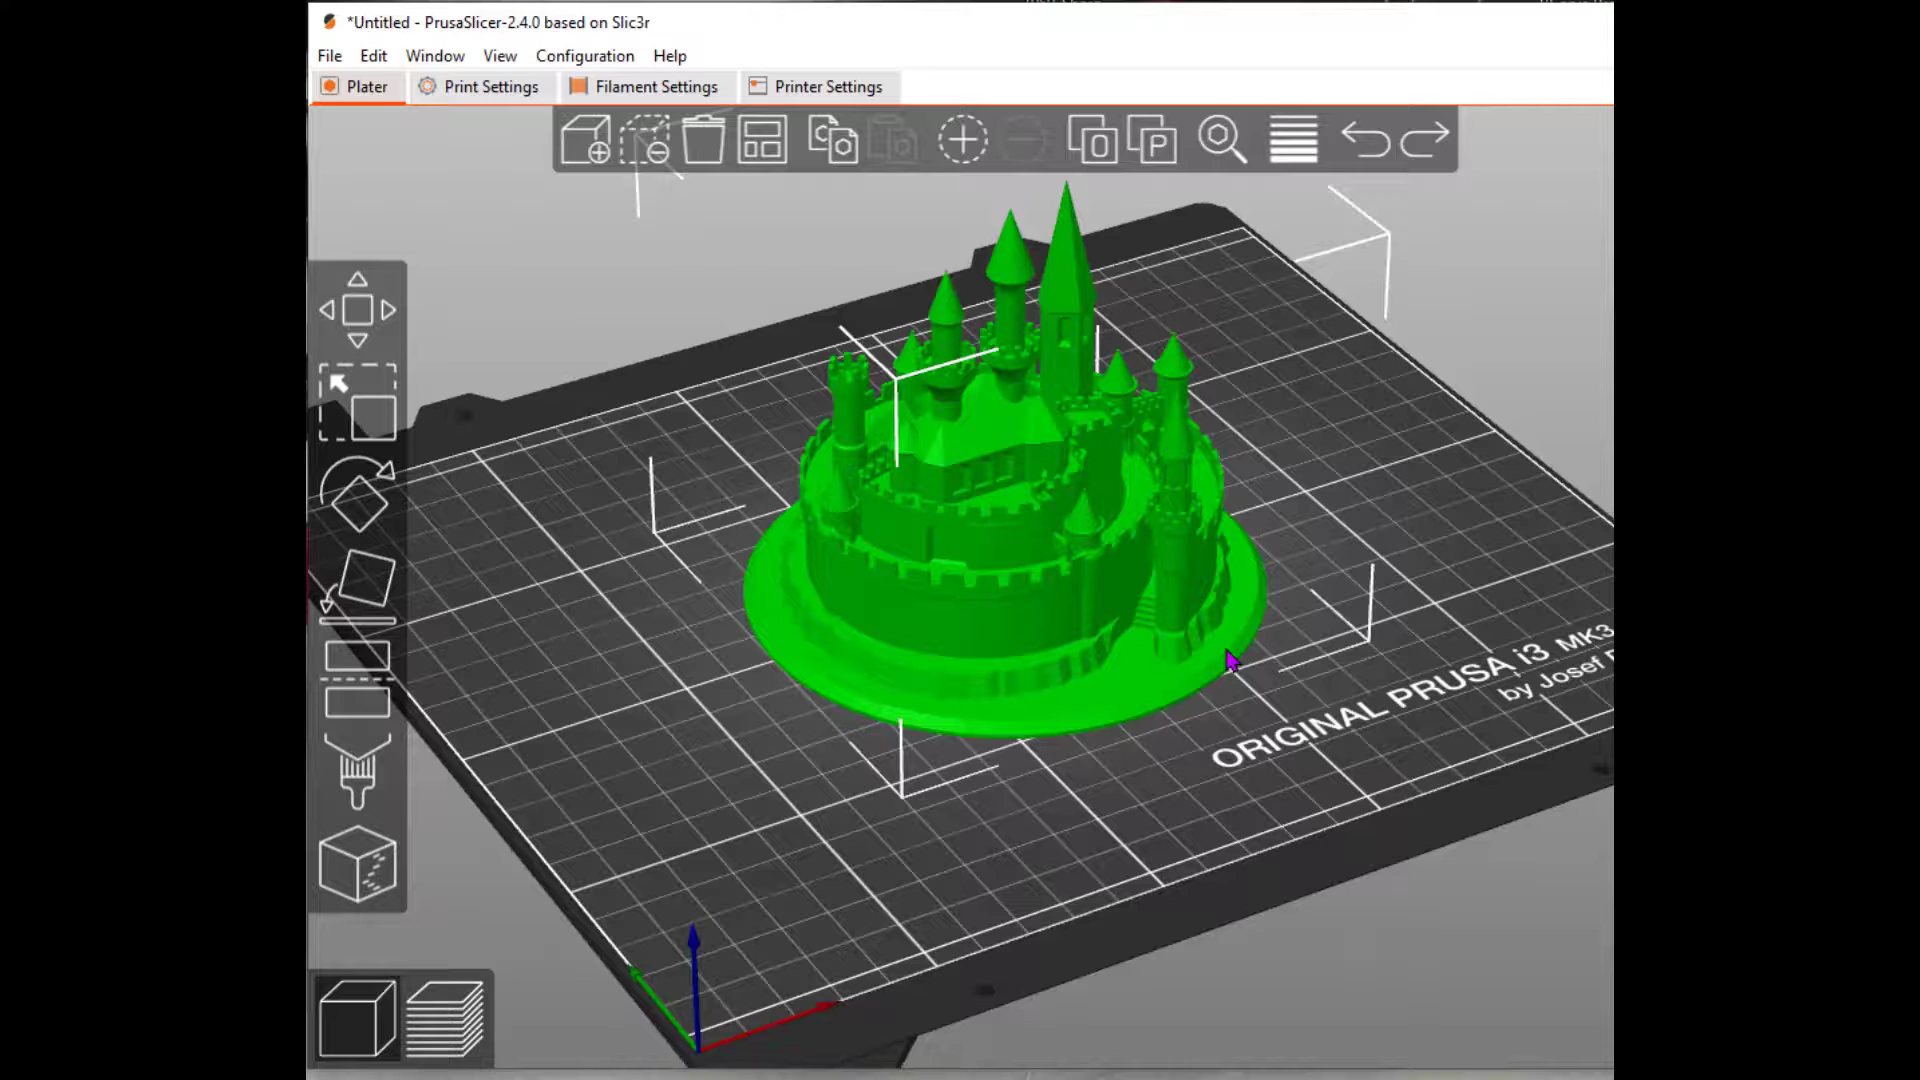 *Untitled - PrusaSlicer-2.4.0 based on Slic3r
File Edit Window View Configuration Help
Plater Print Settings Filament Settings Printer Settings
O P
ORIGINAL PRUSA i3 MK3
by Josef